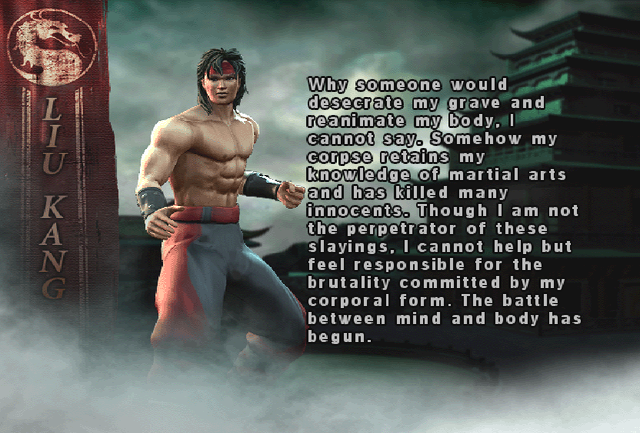 LIU KANG
Why someone would
desecrate my grave and
reanimate my body, I
cannot say. Somehow my
corpse retains my
knowledge of martial arts
and has killed many
innocents. Though I am not
the perpetrator of these
slayings, I cannot help but
feel responsible for the
brutality committed by my
corporal form. The battle
between mind and body has
begun.